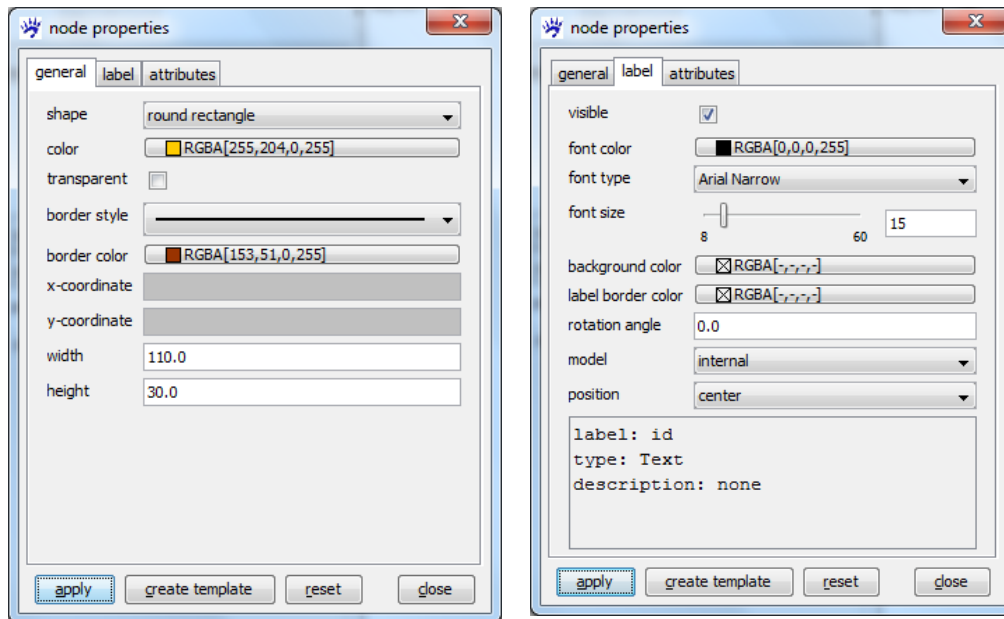 node properties
general label attributes
shape round rectangle
color RGBA[255,204,0,255]
transparent
border style
border color RGBA[153,51,0,255]
x-coordinate
y-coordinate
width 110.0
height 30.0
apply create template reset close
node properties
general label attributes
visible
font color RGBA[0,0,0,255]
font type Arial Narrow
font size 15
8 60
background color RGBA[-,-,-,-]
label border color RGBA[-,-,-,-]
rotation angle 0.0
model internal
position center
label: id
type: Text
description: none
apply create template reset close